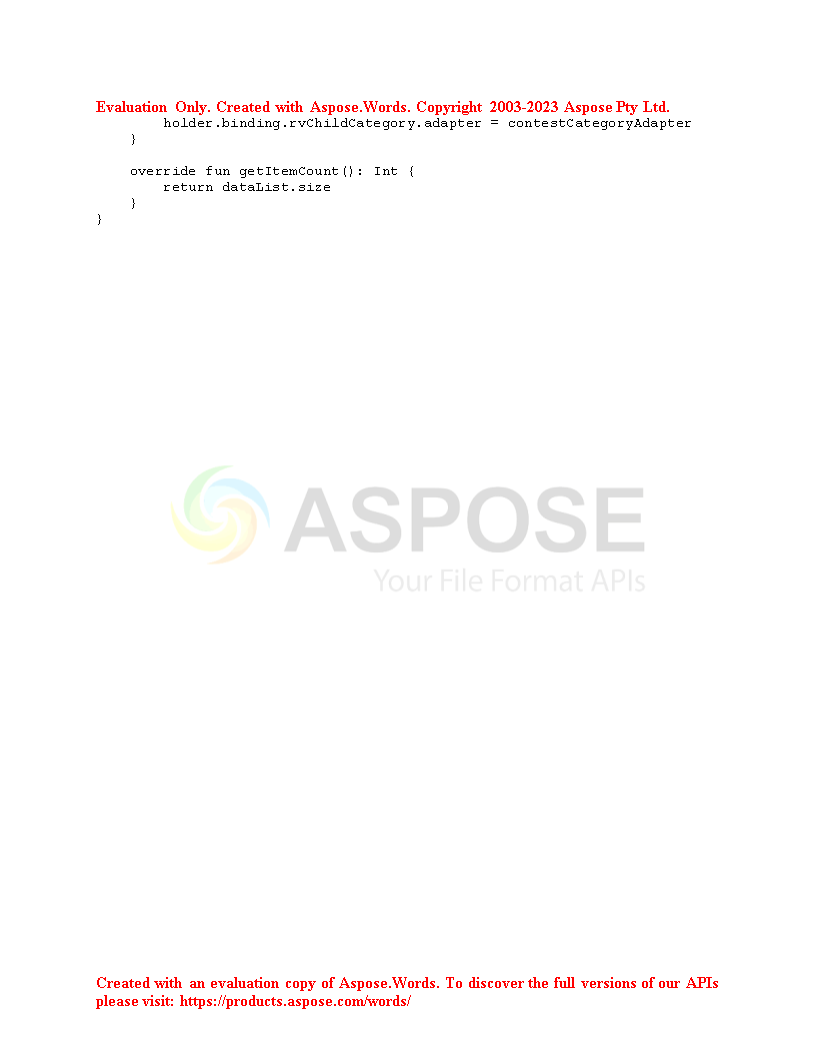 Evaluation Only. Created with Aspose.Words. Copyright 2003-2023 Aspose Pty Ltd.
        holder.binding.rvChildCategory.adapter = contestCategoryAdapter
    }

    override fun getItemCount(): Int {
        return dataList.size
    }
}
ASPOSE
Your File Format APIs
Created with an evaluation copy of Aspose.Words. To discover the full versions of our APIs
please visit: https://products.aspose.com/words/